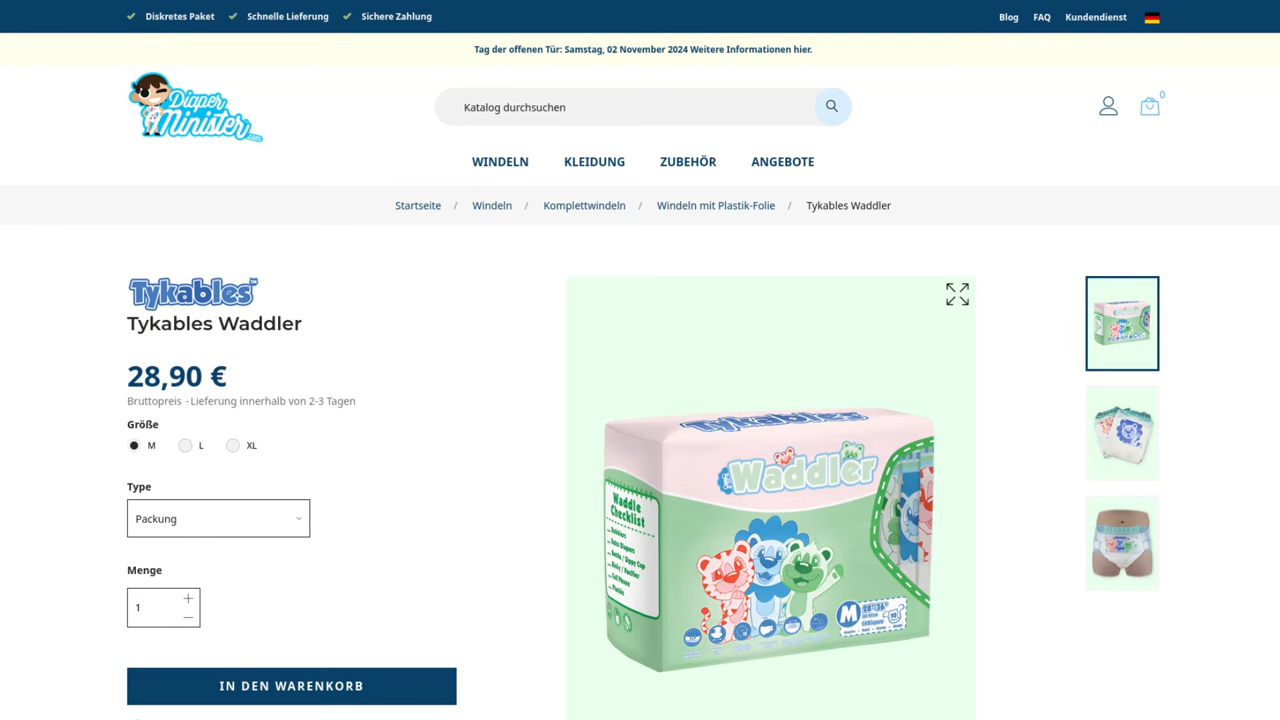 Diskretes Paket
Schnelle Lieferung
Sichere Zahlung
Blog
FAQ
Kundendienst
Tag der offenen Tür: Samstag, 02 November 2024 Weitere Informationen hier.
Diaper
Minister.com
Katalog durchsuchen
0
WINDELN
KLEIDUNG
ZUBEHÖR
ANGEBOTE
Startseite / Windeln / Komplettwindeln / Windeln mit Plastik-Folie / Tykables Waddler
Tykables
Tykables Waddler
28,90 €
Bruttopreis - Lieferung innerhalb von 2-3 Tagen
Größe
M
L
XL
Type
Packung
Menge
1
IN DEN WARENKORB
Tykables
Waddler
Waddle
Checklist
M